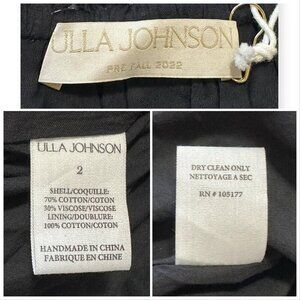 ULLA JOHNSON
PRE FALL 2022
ULLA JOHNSON
2
SHELL/COQUILLE:
70% COTTON/COTON
30% VISCOSE/VISCOSE
LINING/DOUBLURE:
100% COTTON/COTON
HANDMADE IN CHINA
FABRIQUE EN CHINE
DRY CLEAN ONLY
NETTOYAGE A SEC
RN # 105177